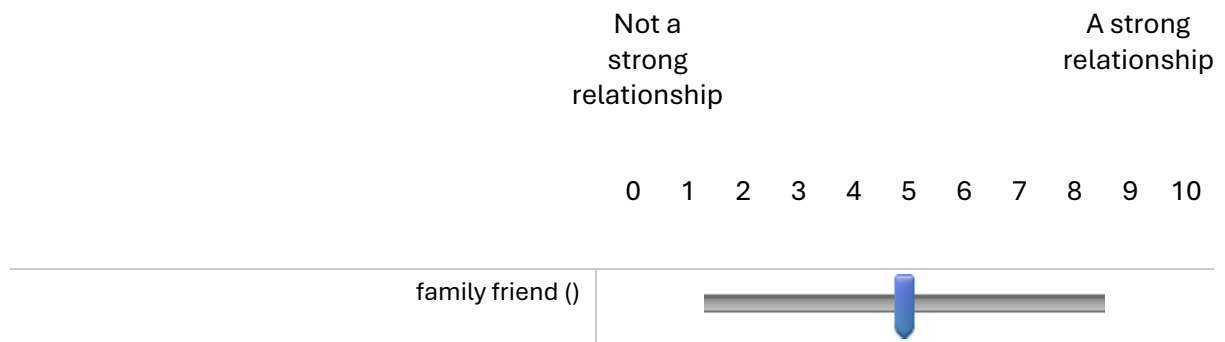 Not a
strong
relationship
A strong
relationship
0 1 2 3 4 5 6 7 8 9 10
family friend ()